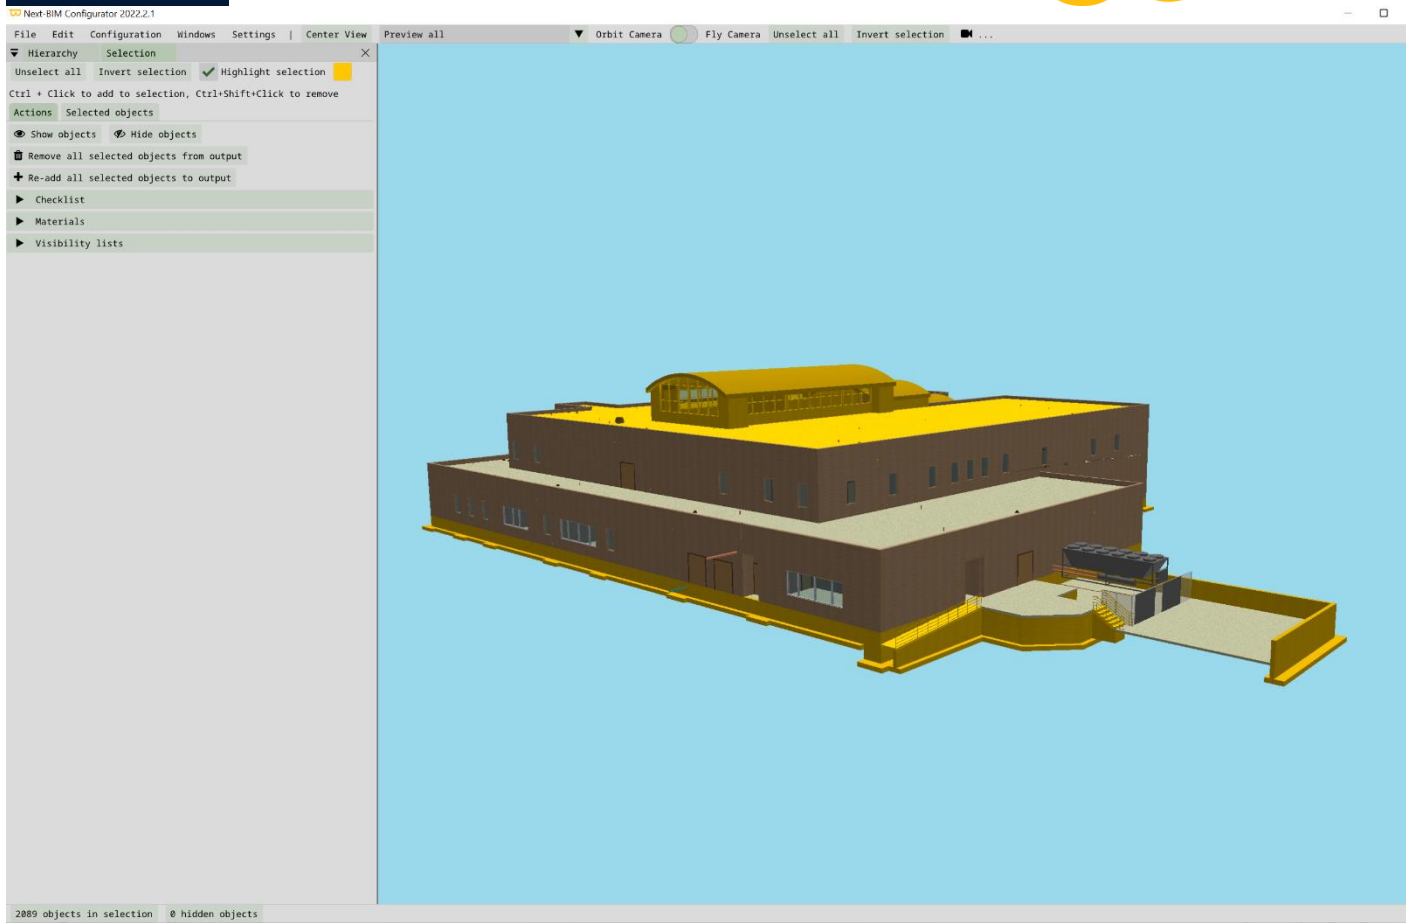 Next-BIM Configurator 2022.2.1
File Edit Configuration Windows Settings | Center View Preview all Orbit Camera Fly Camera Unselect all Invert selection ...
Hierarchy Selection
Unselect all Invert selection Highlight selection
Ctrl + Click to add to selection, Ctrl+Shift+Click to remove
Actions Selected objects
Show objects Hide objects
Remove all selected objects from output
Re-add all selected objects to output
Checklist
Materials
Visibility lists
2089 objects in selection 0 hidden objects